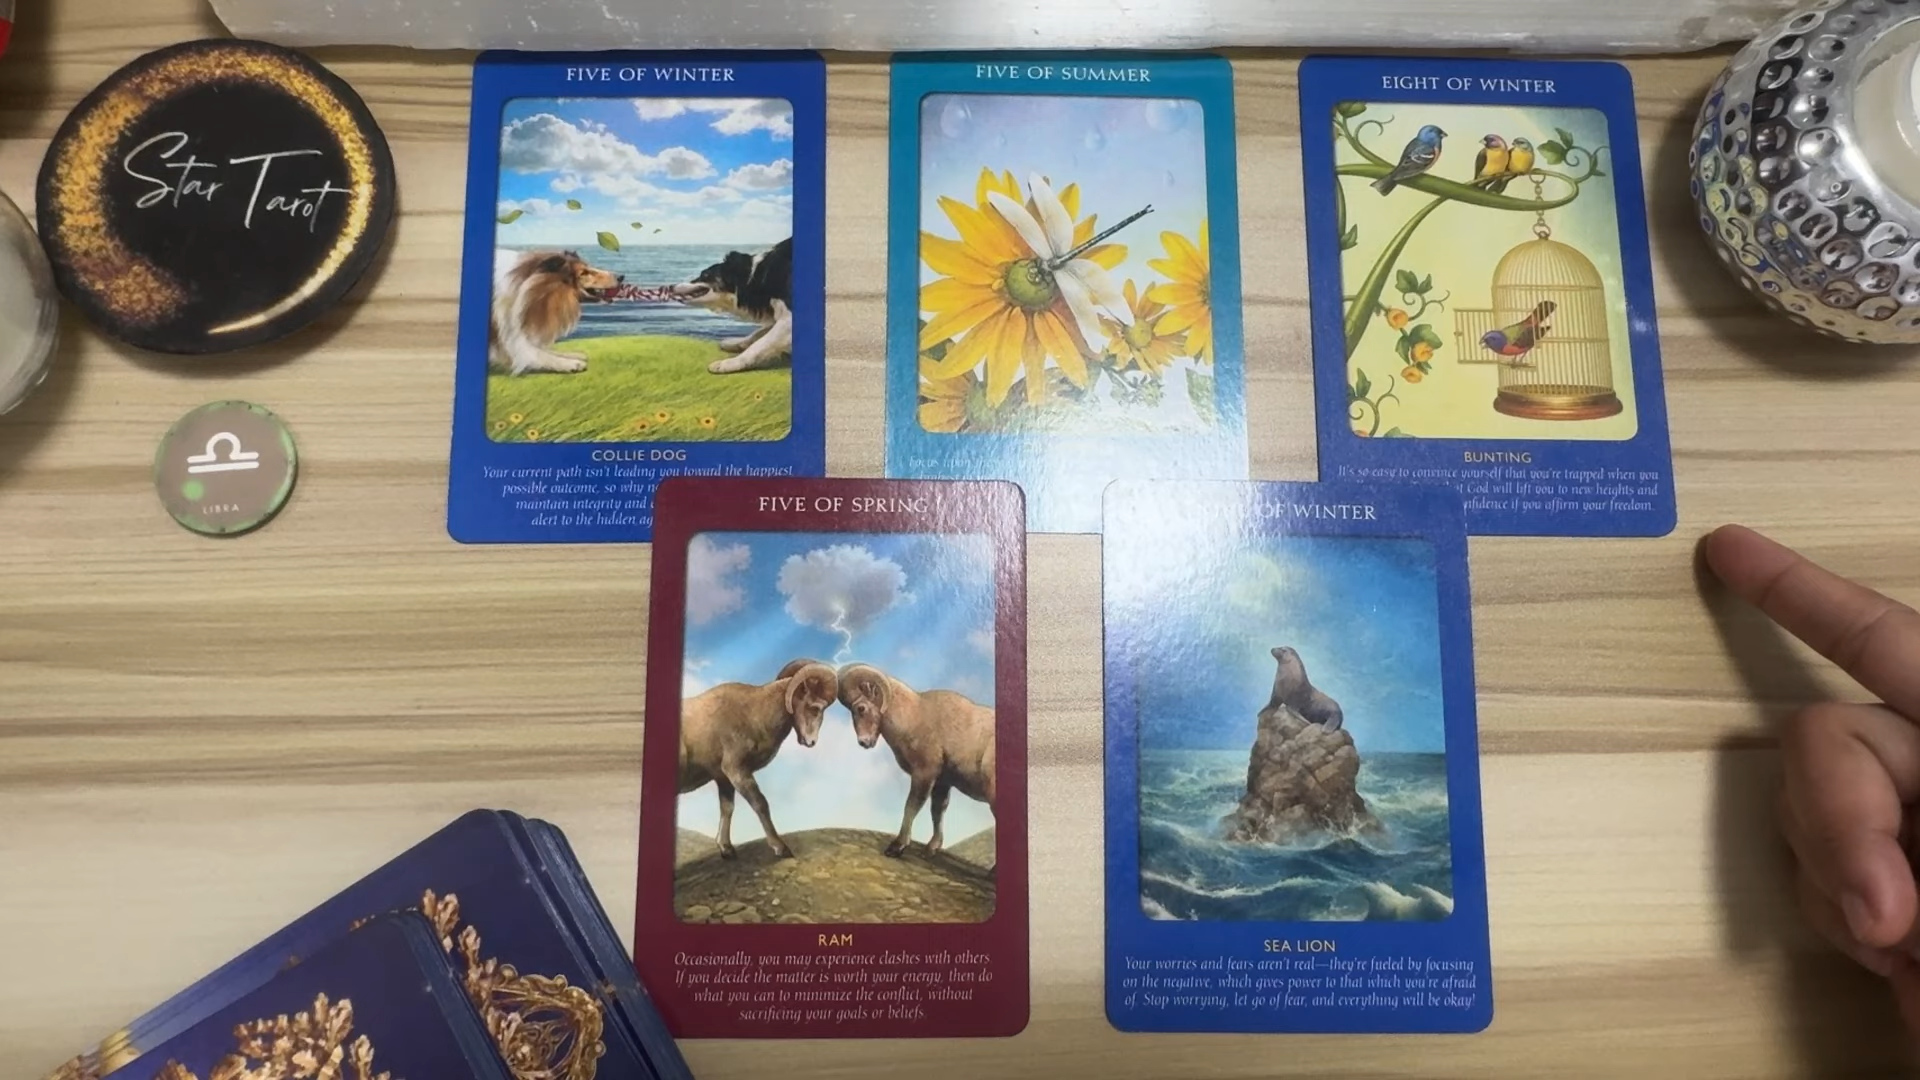 Star Tarot
LIBRA
FIVE OF WINTER
COLLIE DOG
Your current path isn't leading you toward the happiest
possible outcome, so why
maintain integrity and
alert to the hidden
FIVE OF SUMMER
Focus upon
EIGHT OF WINTER
BUNTING
It's so easy to convince yourself that you're trapped when you
God will lift you to new heights and
if you affirm your freedom.
FIVE OF SPRING
RAM
Occasionally, you may experience clashes with others.
If you decide the matter is worth your energy, then do
what you can to minimize the conflict, without
sacrificing your goals or beliefs.
OF WINTER
SEA LION
Your worries and fears aren't real—they're fueled by focusing
on the negative, which gives power to that which you're afraid
of. Stop worrying, let go of fear, and everything will be okay!